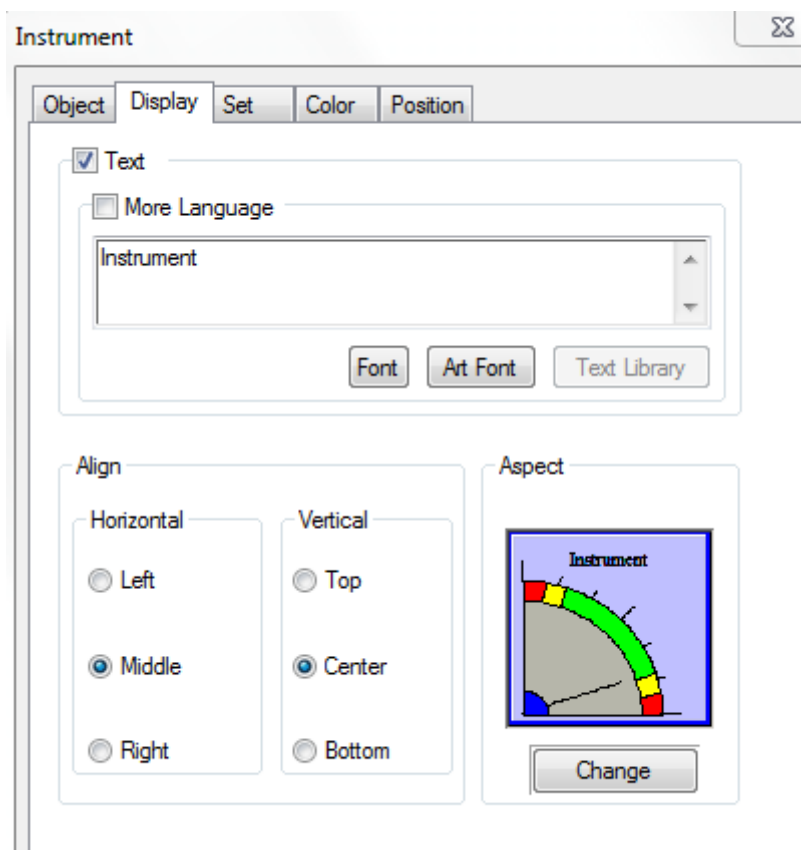 Instrument
Object Display Set Color Position
Text
More Language
Instrument
Font Art Font Text Library
Align
Horizontal
Left
Middle
Right
Vertical
Top
Center
Bottom
Aspect
Instrument
Change